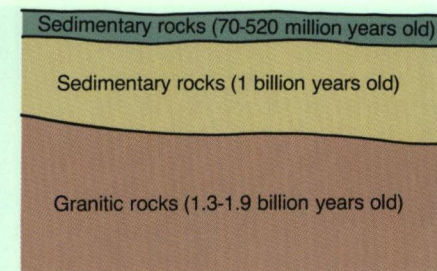 Sedimentary rocks (70-520 million years old)
Sedimentary rocks (1 billion years old)
Granitic rocks (1.3-1.9 billion years old)